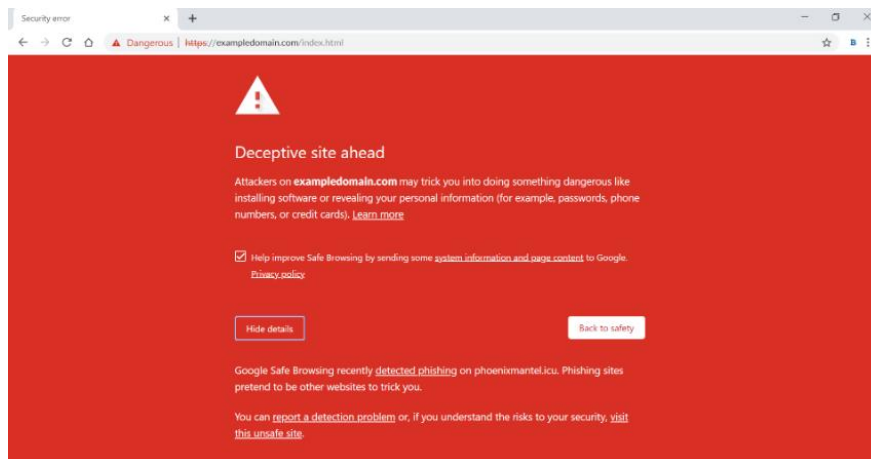 Security error
Dangerous | https://exampledomain.com/index.html
B
Deceptive site ahead
Attackers on exampledomain.com may trick you into doing something dangerous like
installing software or revealing your personal information (for example, passwords, phone
numbers, or credit cards). Learn more
Help improve Safe Browsing by sending some system information and page content to Google.
Privacy policy
Hide details
Back to safety
Google Safe Browsing recently detected phishing on phoenixmantel.icu. Phishing sites
pretend to be other websites to trick you.
You can report a detection problem or, if you understand the risks to your security, visit
this unsafe site.